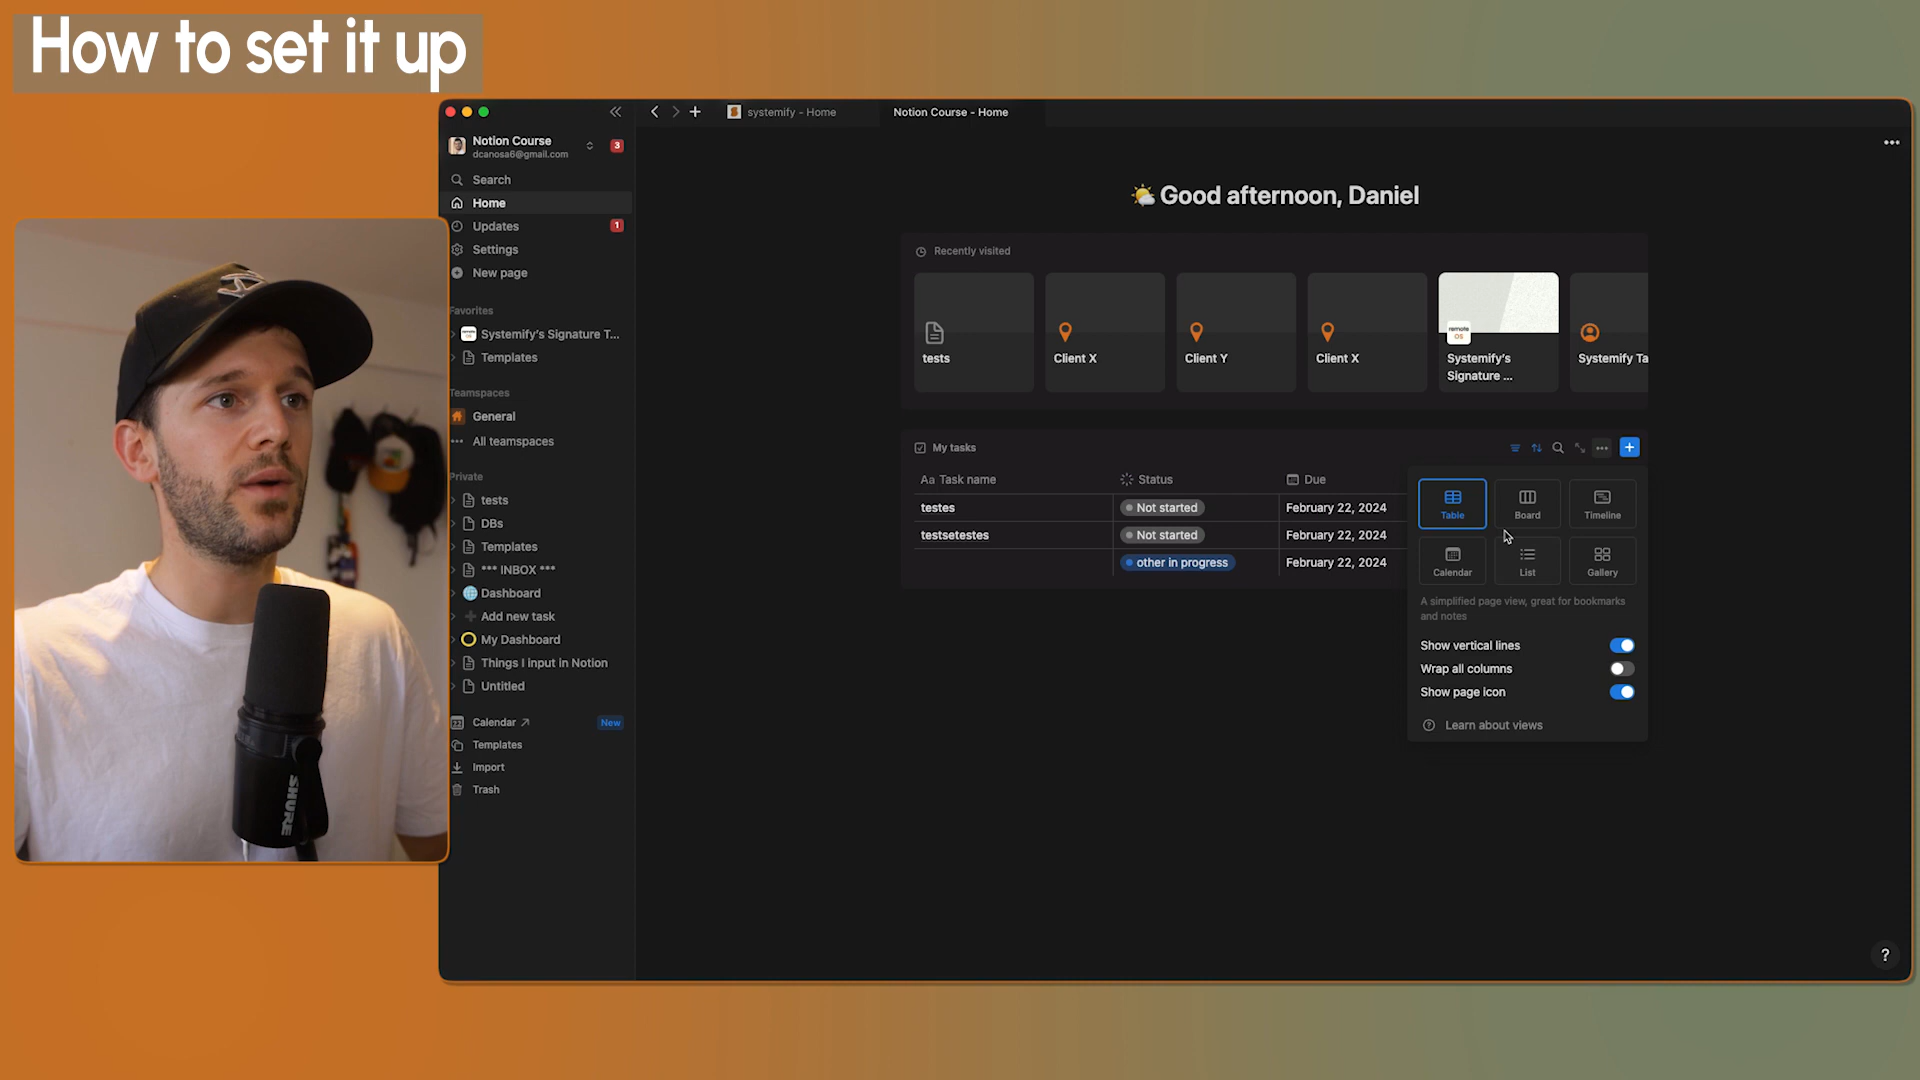 How to set it up
systemify - Home
Notion Course - Home
Notion Course
dcanosa6@gmail.com
3
Search
Home
Updates
1
Settings
New page
Favorites
Systemify's Signature T...
Templates
Teamspaces
General
All teamspaces
Private
tests
DBs
Templates
*** INBOX ***
Dashboard
Add new task
My Dashboard
Things I input in Notion
Untitled
Calendar
New
Templates
Import
Trash
Good afternoon, Daniel
Recently visited
tests
Client X
Client Y
Client X
remote
OS
Systemify's
Signature ...
Systemify Ta
My tasks
Aa Task name
Status
Due
testes
Not started
February 22, 2024
testsetestes
Not started
February 22, 2024
other in progress
February 22, 2024
Table
Board
Timeline
Calendar
List
Gallery
A simplified page view, great for bookmarks
and notes
Show vertical lines
Wrap all columns
Show page icon
Learn about views
?
SHURE